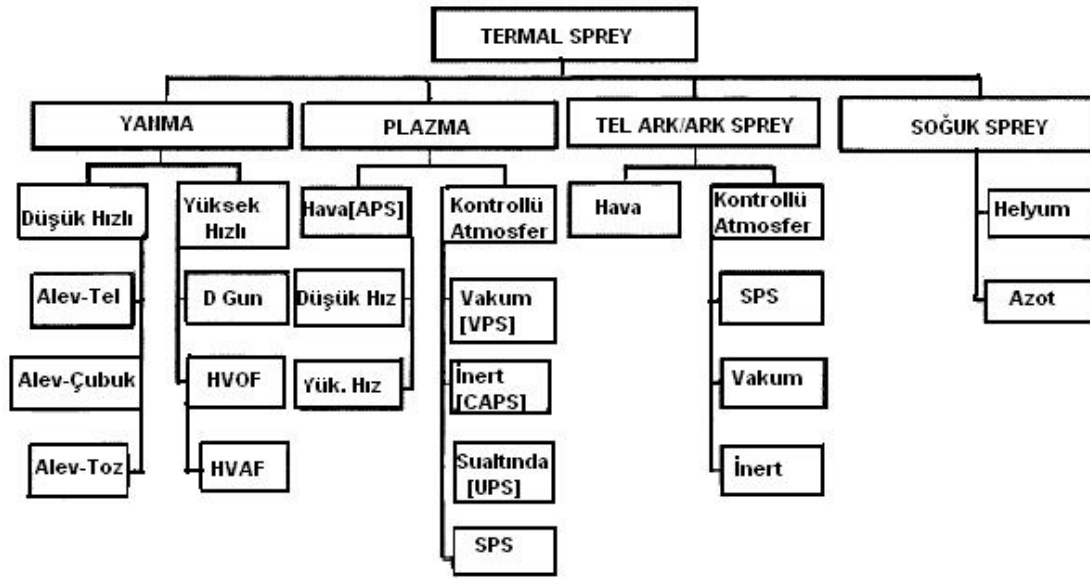 TERMAL SPREY
YANMA
PLAZMA
TEL ARK/ARK SPREY
SOĞUK SPREY
Düşük Hızlı
Yüksek
Hızlı
Hava[APS]
Kontrollü
Atmosfer
Hava
Kontrollü
Atmosfer
Helyum
Alev-Tel
D Gun
Düşük Hız
Vakum
[VPS]
SPS
Azot
Alev-Çubuk
HVOF
Yük. Hız
İnert
[CAPS]
Vakum
Alev-Toz
HVAF
Sualtında
[UPS]
İnert
SPS